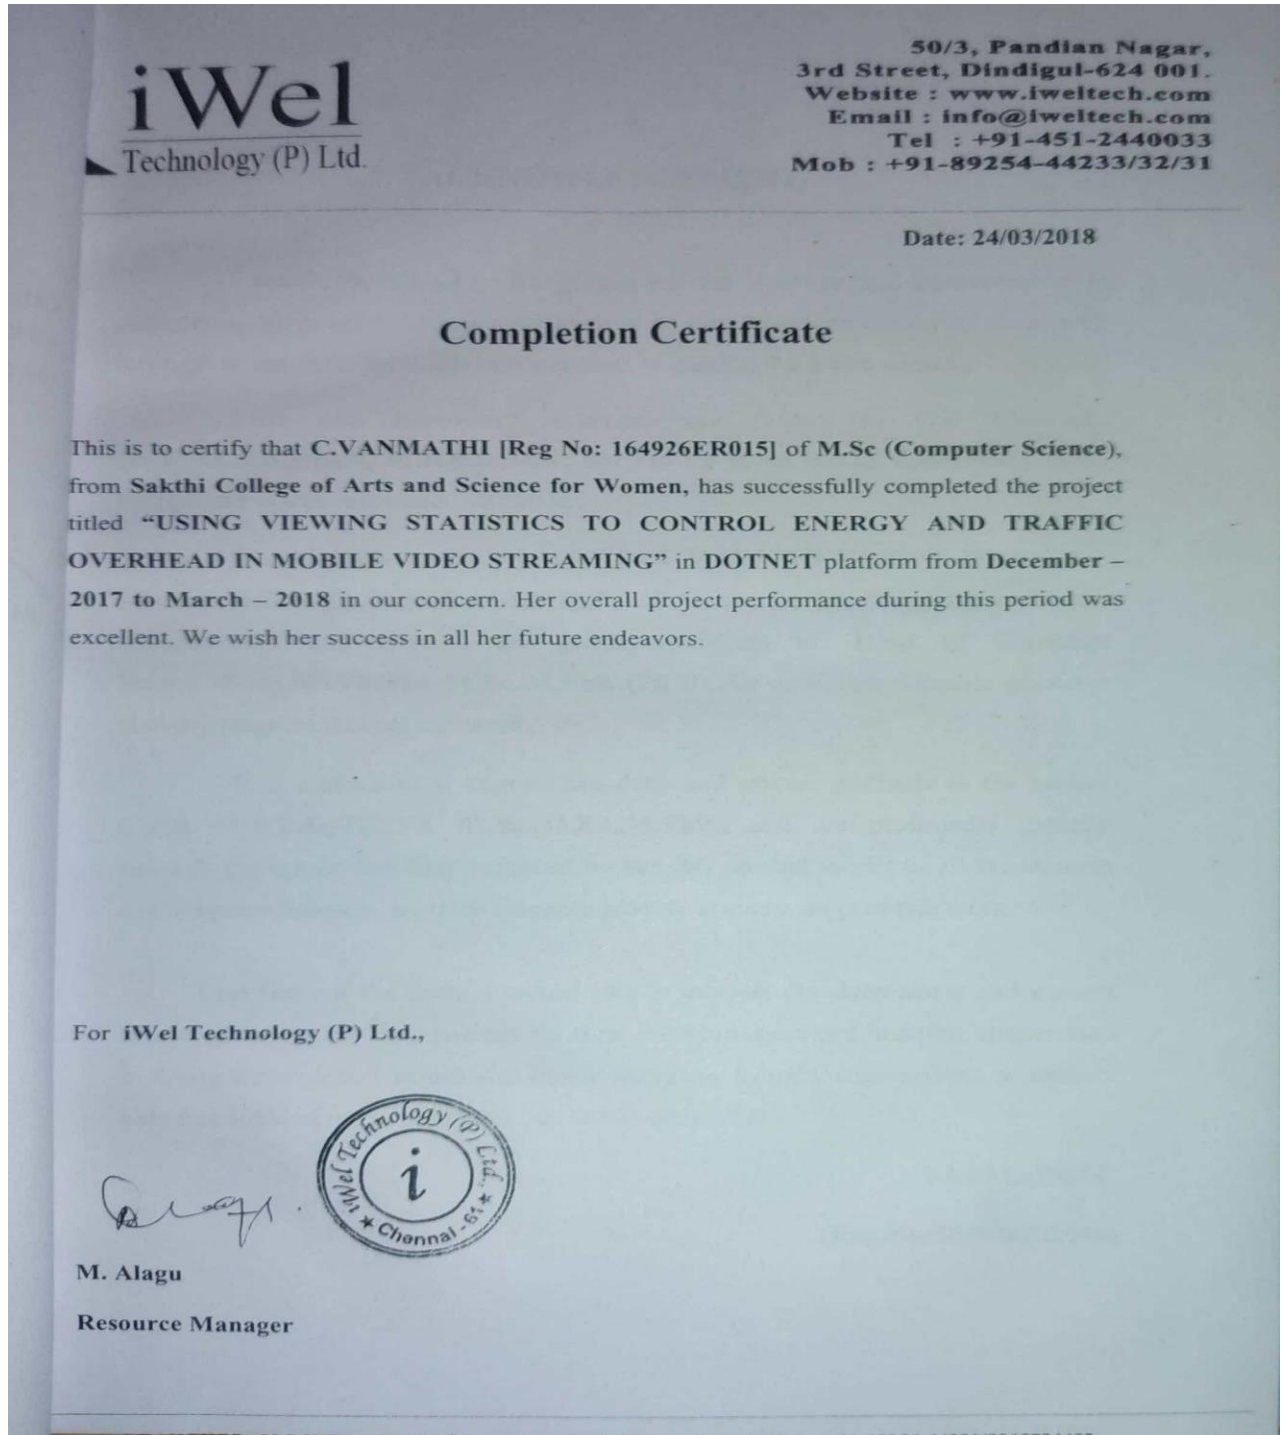 iWel
Technology (P) Ltd.
50/3, Pandian Nagar,
3rd Street, Dindigul-624 001.
Website : www.iweltech.com
Email : info@iweltech.com
Tel : +91-451-2440033
Mob : +91-89254-44233/32/31
Date: 24/03/2018
Completion Certificate
This is to certify that C.VANMATHI [Reg No: 164926ER015] of M.Sc (Computer Science),
from Sakthi College of Arts and Science for Women, has successfully completed the project
titled “USING VIEWING STATISTICS TO CONTROL ENERGY AND TRAFFIC
OVERHEAD IN MOBILE VIDEO STREAMING” in DOTNET platform from December –
2017 to March – 2018 in our concern. Her overall project performance during this period was
excellent. We wish her success in all her future endeavors.
For iWel Technology (P) Ltd.,
iWel Technology (P) Ltd.,
i
★ Chennai - 61 ★
M. Alagu
Resource Manager